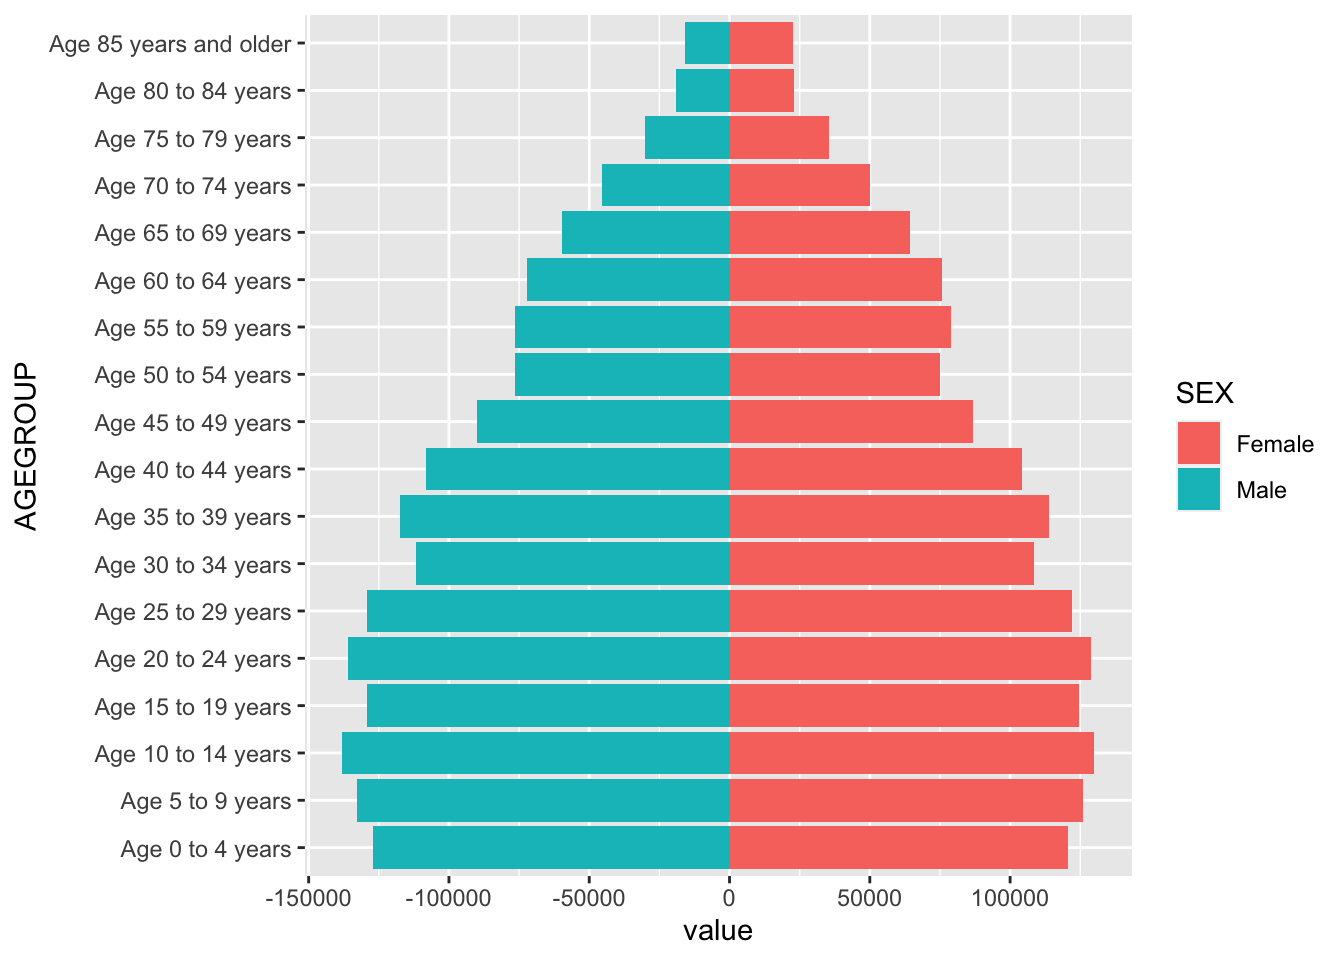 Age 85 years and older
Age 80 to 84 years
Age 75 to 79 years
Age 70 to 74 years
Age 65 to 69 years
Age 60 to 64 years
Age 55 to 59 years
Age 50 to 54 years
Age 45 to 49 years
Age 40 to 44 years
Age 35 to 39 years
Age 30 to 34 years
Age 25 to 29 years
Age 20 to 24 years
Age 15 to 19 years
Age 10 to 14 years
Age 5 to 9 years
Age 0 to 4 years
AGEGROUP
-150000 -100000 -50000 0 50000 100000
value
SEX
Female
Male